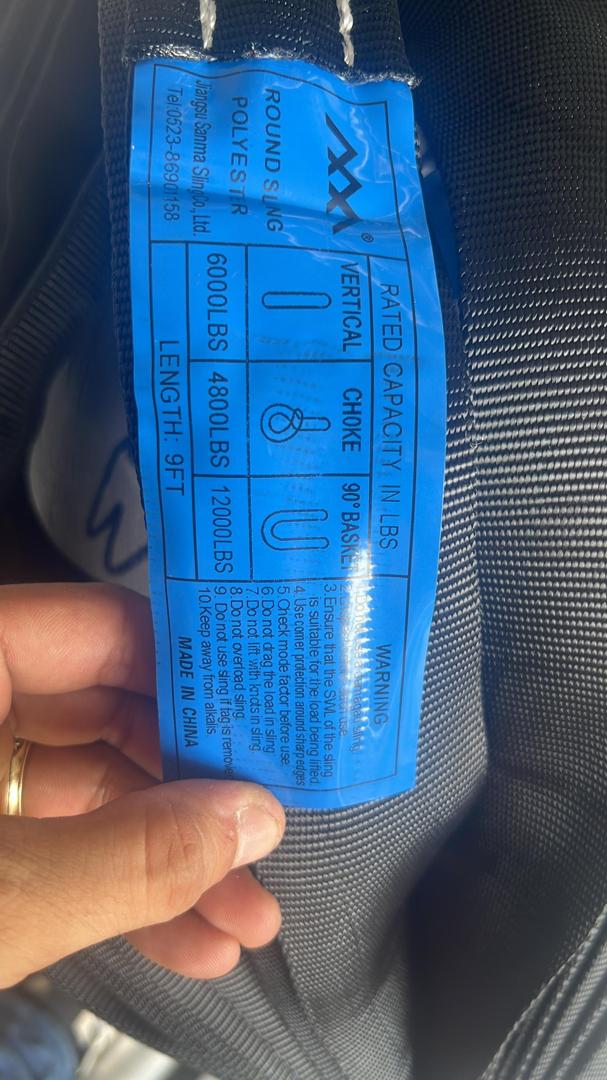 ®
ROUND SLING
POLYESTER
Jiangsu Sanma Sling Co., Ltd.
Tel:0523-86901158
RATED CAPACITY IN LBS
VERTICAL
CHOKE
90°BASKET
6000LBS
4800LBS
12000LBS
LENGTH: 9FT
WARNING
3.Ensure that the SWL of the sling
is suitable for the load being lifted.
4.Use corner protection around sharp edges
5.Check mode factor before use.
6.Do not drag the load in sling
7.Do not lift with knots in sling.
8.Do not overload sling.
9.Do not use sling if tag is remove
10.Keep away from alkalis.
MADE IN CHINA